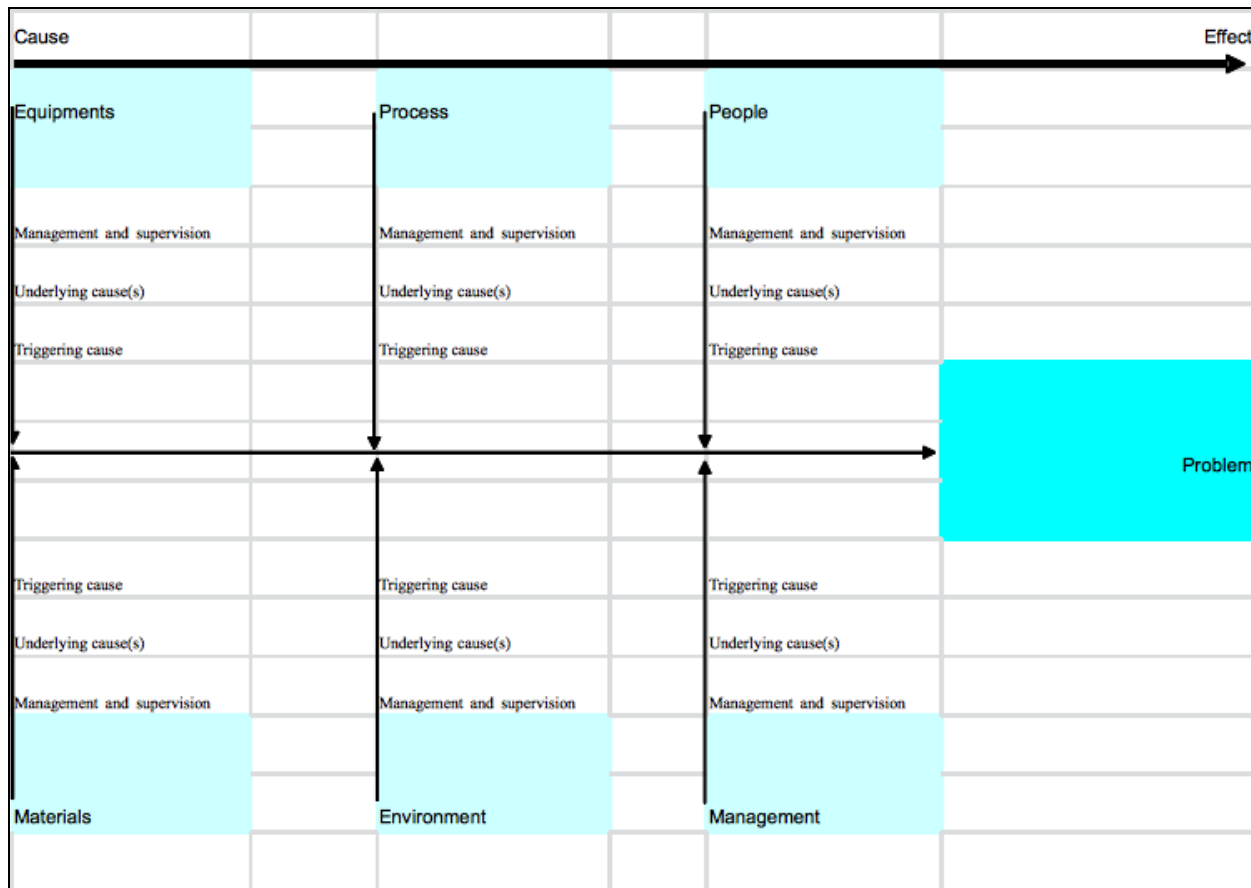 Cause Effect
Equipments Process People
Management and supervision Management and supervision Management and supervision
Underlying cause(s) Underlying cause(s) Underlying cause(s)
Triggering cause Triggering cause Triggering cause
Problem
Triggering cause Triggering cause Triggering cause
Underlying cause(s) Underlying cause(s) Underlying cause(s)
Management and supervision Management and supervision Management and supervision
Materials Environment Management